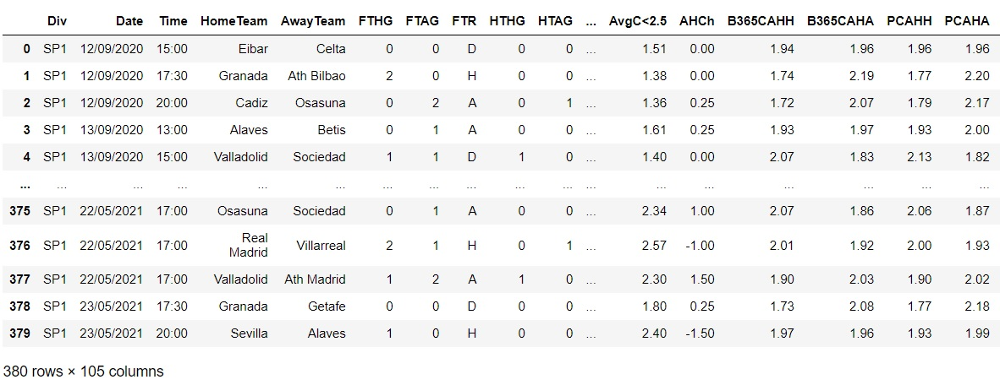 Div Date Time HomeTeam AwayTeam FTHG FTAG FTR HTHG HTAG ... AvgC<2.5 AHCh B365CAHH B365CAHA PCAHH PCAHA
0 SP1 12/09/2020 15:00 Eibar Celta 0 0 D 0 0 ... 1.51 0.00 1.94 1.96 1.96 1.96
1 SP1 12/09/2020 17:30 Granada Ath Bilbao 2 0 H 0 0 ... 1.38 0.00 1.74 2.19 1.77 2.20
2 SP1 12/09/2020 20:00 Cadiz Osasuna 0 2 A 0 1 ... 1.36 0.25 1.72 2.07 1.79 2.17
3 SP1 13/09/2020 13:00 Alaves Betis 0 1 A 0 0 ... 1.61 0.25 1.93 1.97 1.93 2.00
4 SP1 13/09/2020 15:00 Valladolid Sociedad 1 1 D 1 0 ... 1.40 0.00 2.07 1.83 2.13 1.82
... ... ... ... ... ... ... ... ... ... ... ... ... ... ... ... ... ...
375 SP1 22/05/2021 17:00 Osasuna Sociedad 0 1 A 0 0 ... 2.34 1.00 2.07 1.86 2.06 1.87
376 SP1 22/05/2021 17:00 Real Madrid Villarreal 2 1 H 0 1 ... 2.57 -1.00 2.01 1.92 2.00 1.93
377 SP1 22/05/2021 17:00 Valladolid Ath Madrid 1 2 A 1 0 ... 2.30 1.50 1.90 2.03 1.90 2.02
378 SP1 23/05/2021 17:30 Granada Getafe 0 0 D 0 0 ... 1.80 0.25 1.73 2.08 1.77 2.18
379 SP1 23/05/2021 20:00 Sevilla Alaves 1 0 H 0 0 ... 2.40 -1.50 1.97 1.96 1.93 1.99
380 rows × 105 columns